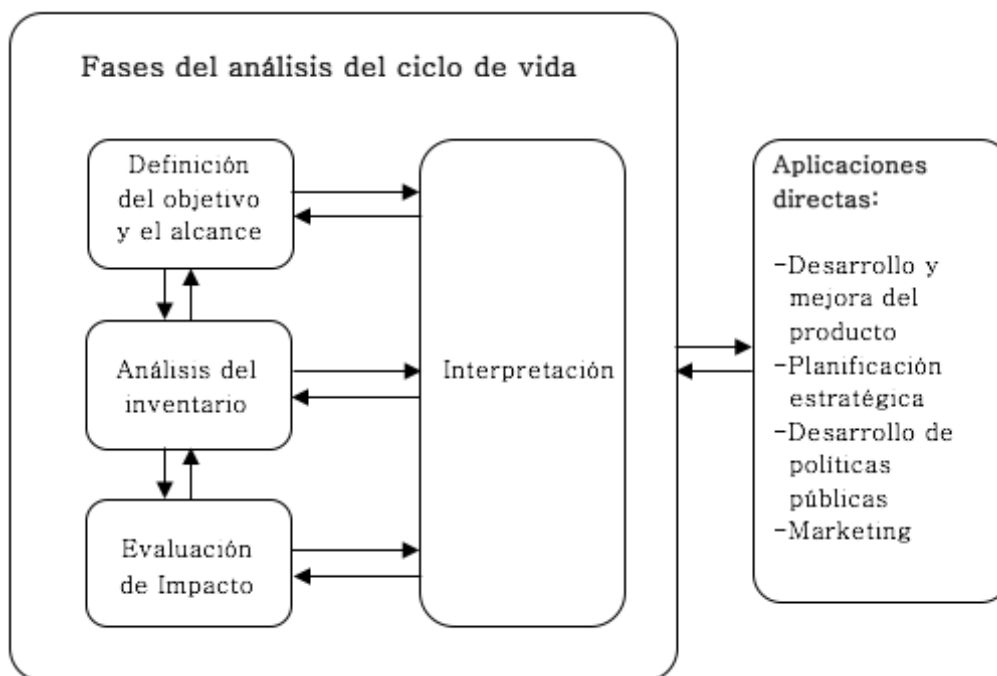 Fases del análisis del ciclo de vida
Definición
del objetivo
y el alcance
Análisis del
inventario
Evaluación
de Impacto
Interpretación
Aplicaciones
directas:
-Desarrollo y
mejora del
producto
-Planificación
estratégica
-Desarrollo de
políticas
públicas
-Marketing